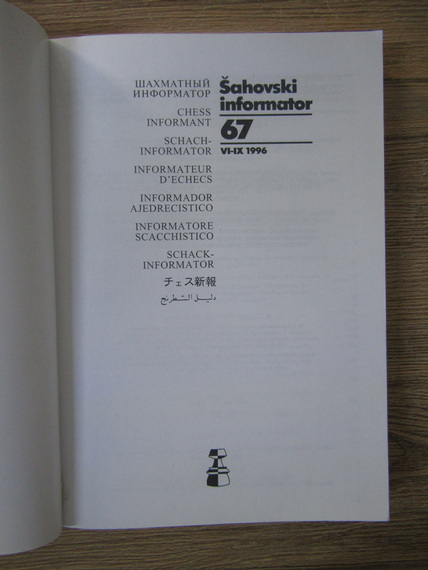 ШАХМАТНЫЙ
ИНФОРМАТОР
CHESS
INFORMANT
SCHACH-
INFORMATOR
INFORMATEUR
D'ECHECS
INFORMADOR
AJEDRECISTICO
INFORMATORE
SCACCHISTICO
SCHACK-
INFORMATOR
チェス新報
دليل الشطرنج
Šahovski
informator
67
VI-IX 1996